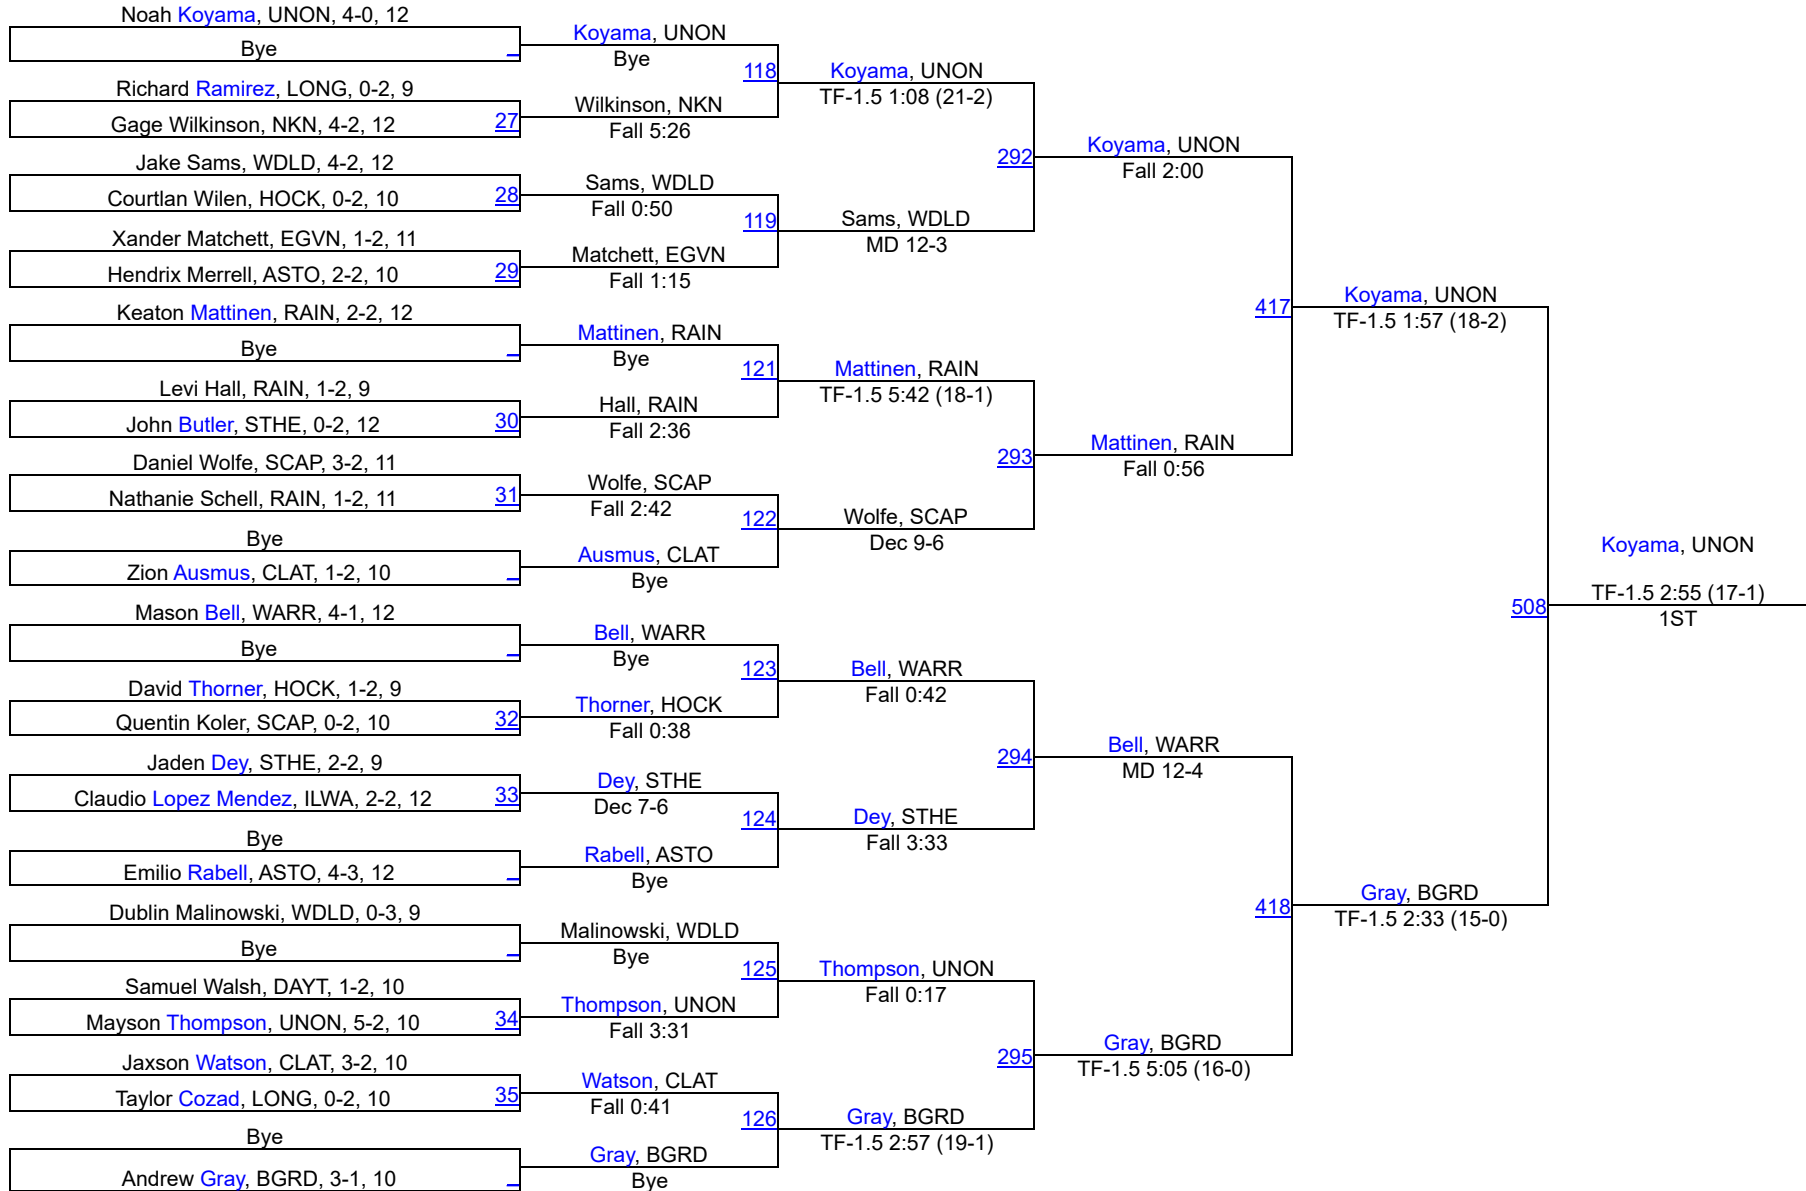 Noah Koyama, UNON, 4-0, 12
Bye
Richard Ramirez, LONG, 0-2, 9
Gage Wilkinson, NKN, 4-2, 12
27
Jake Sams, WDLD, 4-2, 12
Courtlan Wilen, HOCK, 0-2, 10
28
Xander Matchett, EGVN, 1-2, 11
Hendrix Merrell, ASTO, 2-2, 10
29
Keaton Mattinen, RAIN, 2-2, 12
Bye
Levi Hall, RAIN, 1-2, 9
John Butler, STHE, 0-2, 12
30
Daniel Wolfe, SCAP, 3-2, 11
Nathanie Schell, RAIN, 1-2, 11
31
Bye
Zion Ausmus, CLAT, 1-2, 10
Mason Bell, WARR, 4-1, 12
Bye
David Thorner, HOCK, 1-2, 9
Quentin Koler, SCAP, 0-2, 10
32
Jaden Dey, STHE, 2-2, 9
Claudio Lopez Mendez, ILWA, 2-2, 12
33
Bye
Emilio Rabell, ASTO, 4-3, 12
Dublin Malinowski, WDLD, 0-3, 9
Bye
Samuel Walsh, DAYT, 1-2, 10
Mayson Thompson, UNON, 5-2, 10
34
Jaxson Watson, CLAT, 3-2, 10
Taylor Cozad, LONG, 0-2, 10
35
Bye
Andrew Gray, BGRD, 3-1, 10
Koyama, UNON
Bye
118
Wilkinson, NKN
Fall 5:26
Sams, WDLD
Fall 0:50
119
Matchett, EGVN
Fall 1:15
Mattinen, RAIN
Bye
121
Hall, RAIN
Fall 2:36
Wolfe, SCAP
Fall 2:42
122
Ausmus, CLAT
Bye
Bell, WARR
Bye
123
Thorner, HOCK
Fall 0:38
Dey, STHE
Dec 7-6
124
Rabell, ASTO
Bye
Malinowski, WDLD
Bye
125
Thompson, UNON
Fall 3:31
Watson, CLAT
Fall 0:41
126
Gray, BGRD
Bye
Koyama, UNON
TF-1.5 1:08 (21-2)
292
Sams, WDLD
MD 12-3
Mattinen, RAIN
TF-1.5 5:42 (18-1)
293
Wolfe, SCAP
Dec 9-6
Bell, WARR
Fall 0:42
294
Dey, STHE
Fall 3:33
Thompson, UNON
Fall 0:17
295
Gray, BGRD
TF-1.5 2:57 (19-1)
Koyama, UNON
Fall 2:00
417
Mattinen, RAIN
Fall 0:56
Bell, WARR
MD 12-4
418
Gray, BGRD
TF-1.5 5:05 (16-0)
Koyama, UNON
TF-1.5 1:57 (18-2)
508
Gray, BGRD
TF-1.5 2:33 (15-0)
Koyama, UNON
TF-1.5 2:55 (17-1)
1ST